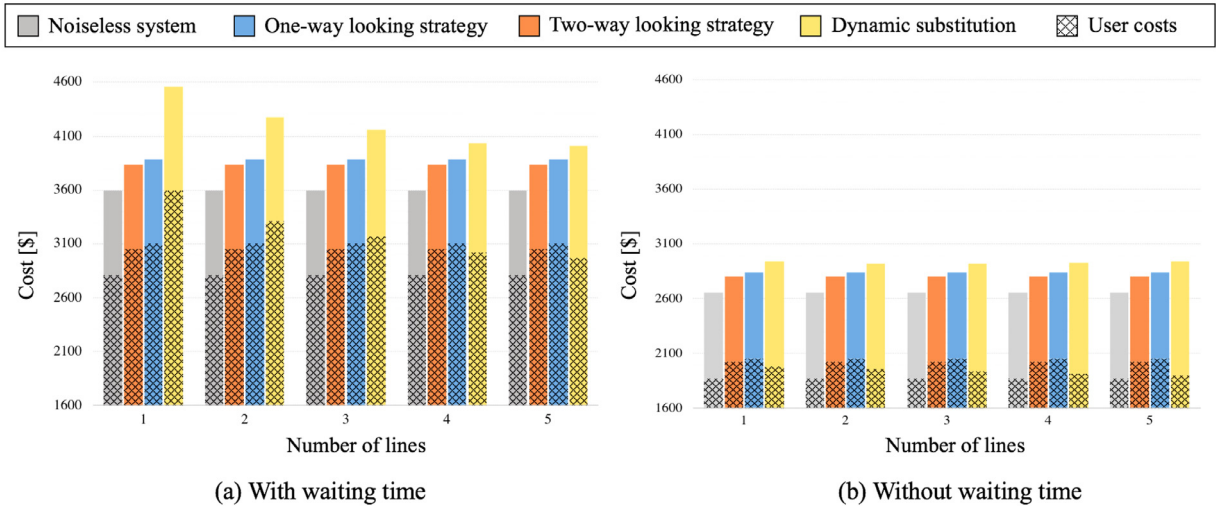 Noiseless system One-way looking strategy Two-way looking strategy Dynamic substitution User costs
4600
4100
3600
3100
2600
2100
1600
Cost [$]
1 2 3 4 5
Number of lines
(a) With waiting time
4600
4100
3600
3100
2600
2100
1600
Cost [$]
1 2 3 4 5
Number of lines
(b) Without waiting time